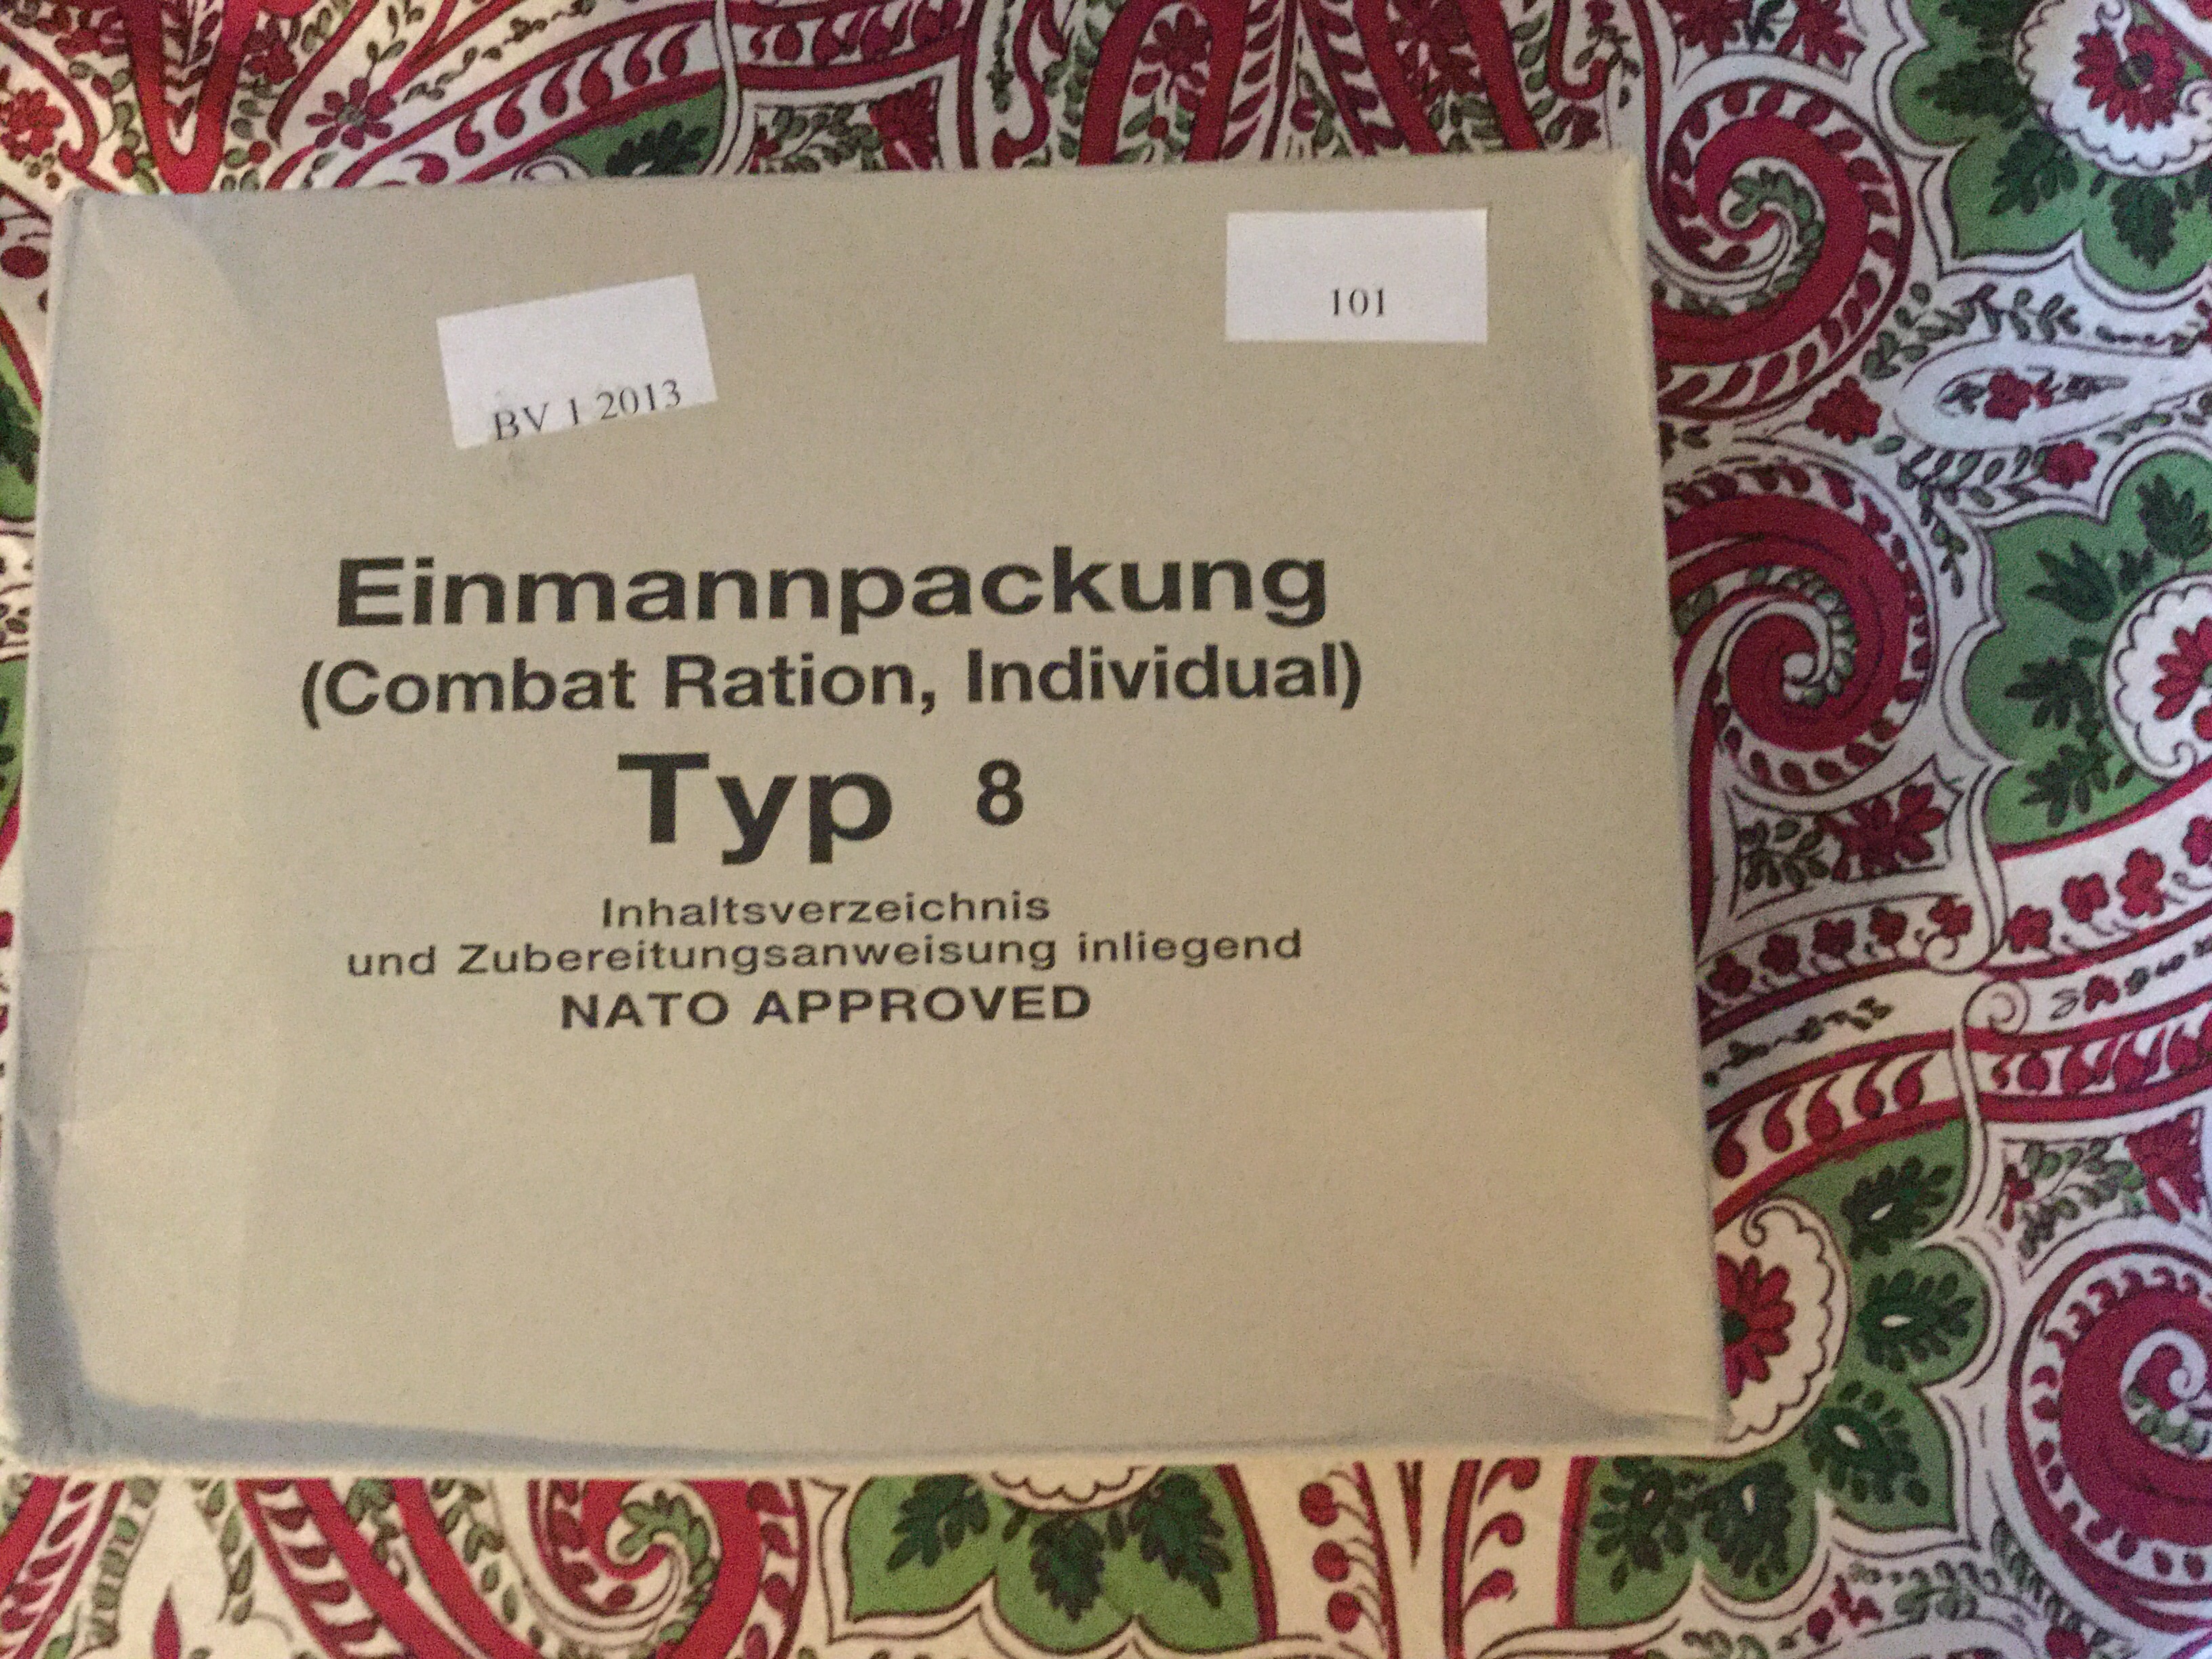 BV 1 2013
101
Einmannpackung
(Combat Ration, Individual)
Typ 8
Inhaltsverzeichnis
und Zubereitungsanweisung inliegend
NATO APPROVED